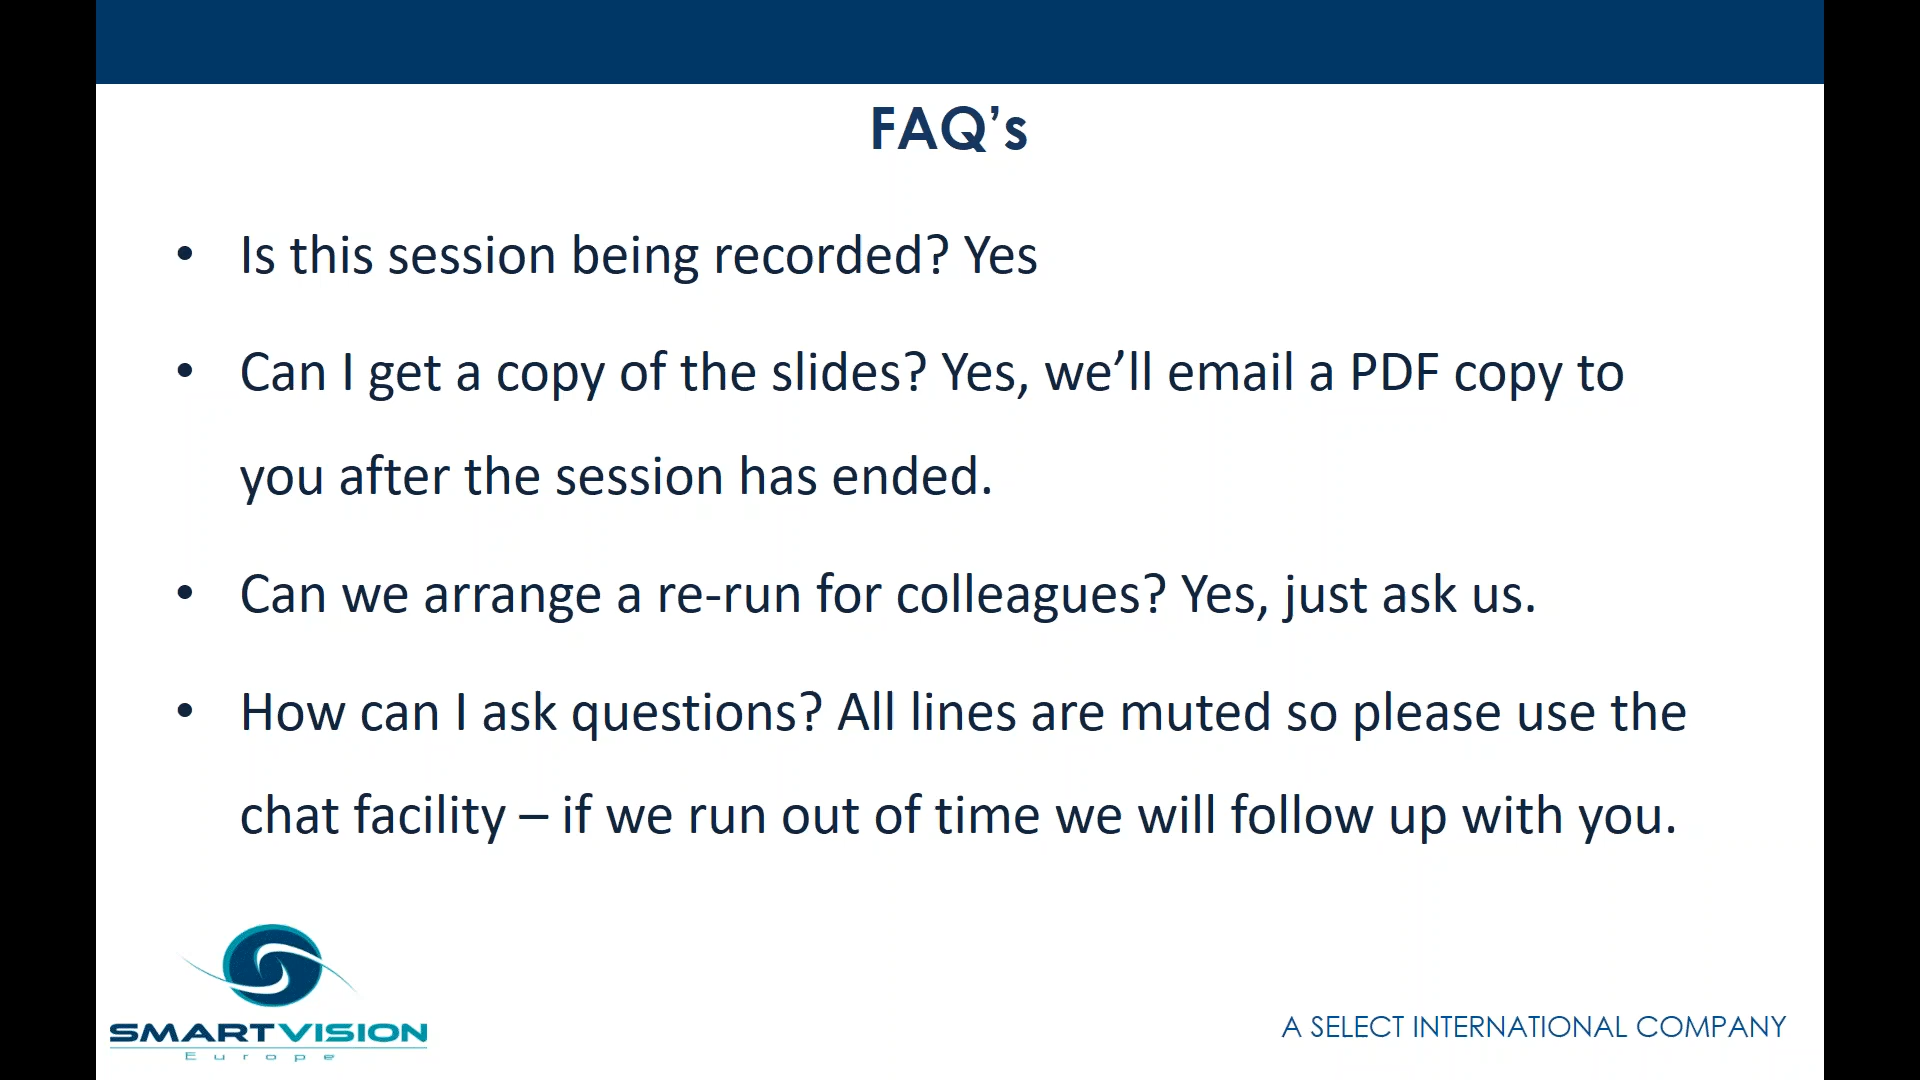 FAQ’s
• Is this session being recorded? Yes
• Can I get a copy of the slides? Yes, we’ll email a PDF copy to
you after the session has ended.
• Can we arrange a re-run for colleagues? Yes, just ask us.
• How can I ask questions? All lines are muted so please use the
chat facility – if we run out of time we will follow up with you.
SMARTVISION
Europe
A SELECT INTERNATIONAL COMPANY